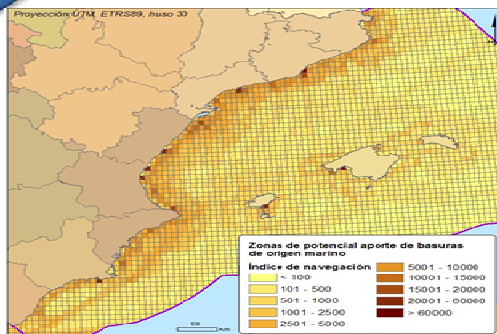 Proyección UTM, ETRS89, huso 30
Zonas de potencial aporte de basuras
de origen marino
Índice de navegación
< 100
101 - 500
501 - 1000
1001 - 2500
2501 - 5000
5001 - 10000
10001 - 15000
15001 - 20000
20001 - 60000
> 60000